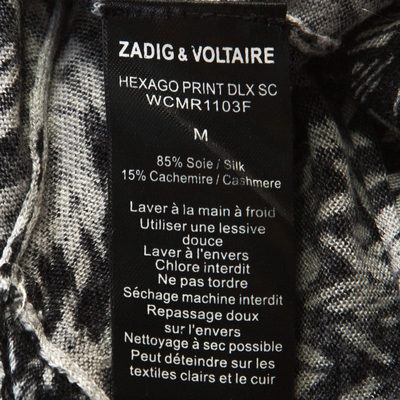 ZADIG & VOLTAIRE
HEXAGO PRINT DLX SC
WCMR1103F
M
85% Soie / Silk
15% Cachemire / Cashmere
Laver à la main à froid
Utiliser une lessive
douce
Laver à l'envers
Chlore interdit
Ne pas tordre
Séchage machine interdit
Repassage doux
sur l'envers
Nettoyage à sec possible
Peut déteindre sur les
textiles clairs et le cuir